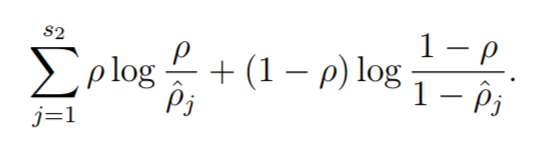 $$\sum_{j=1}^{s_2} \rho \log \frac{\rho}{\hat{\rho}_j} + (1 - \rho) \log \frac{1 - \rho}{1 - \hat{\rho}_j}.$$